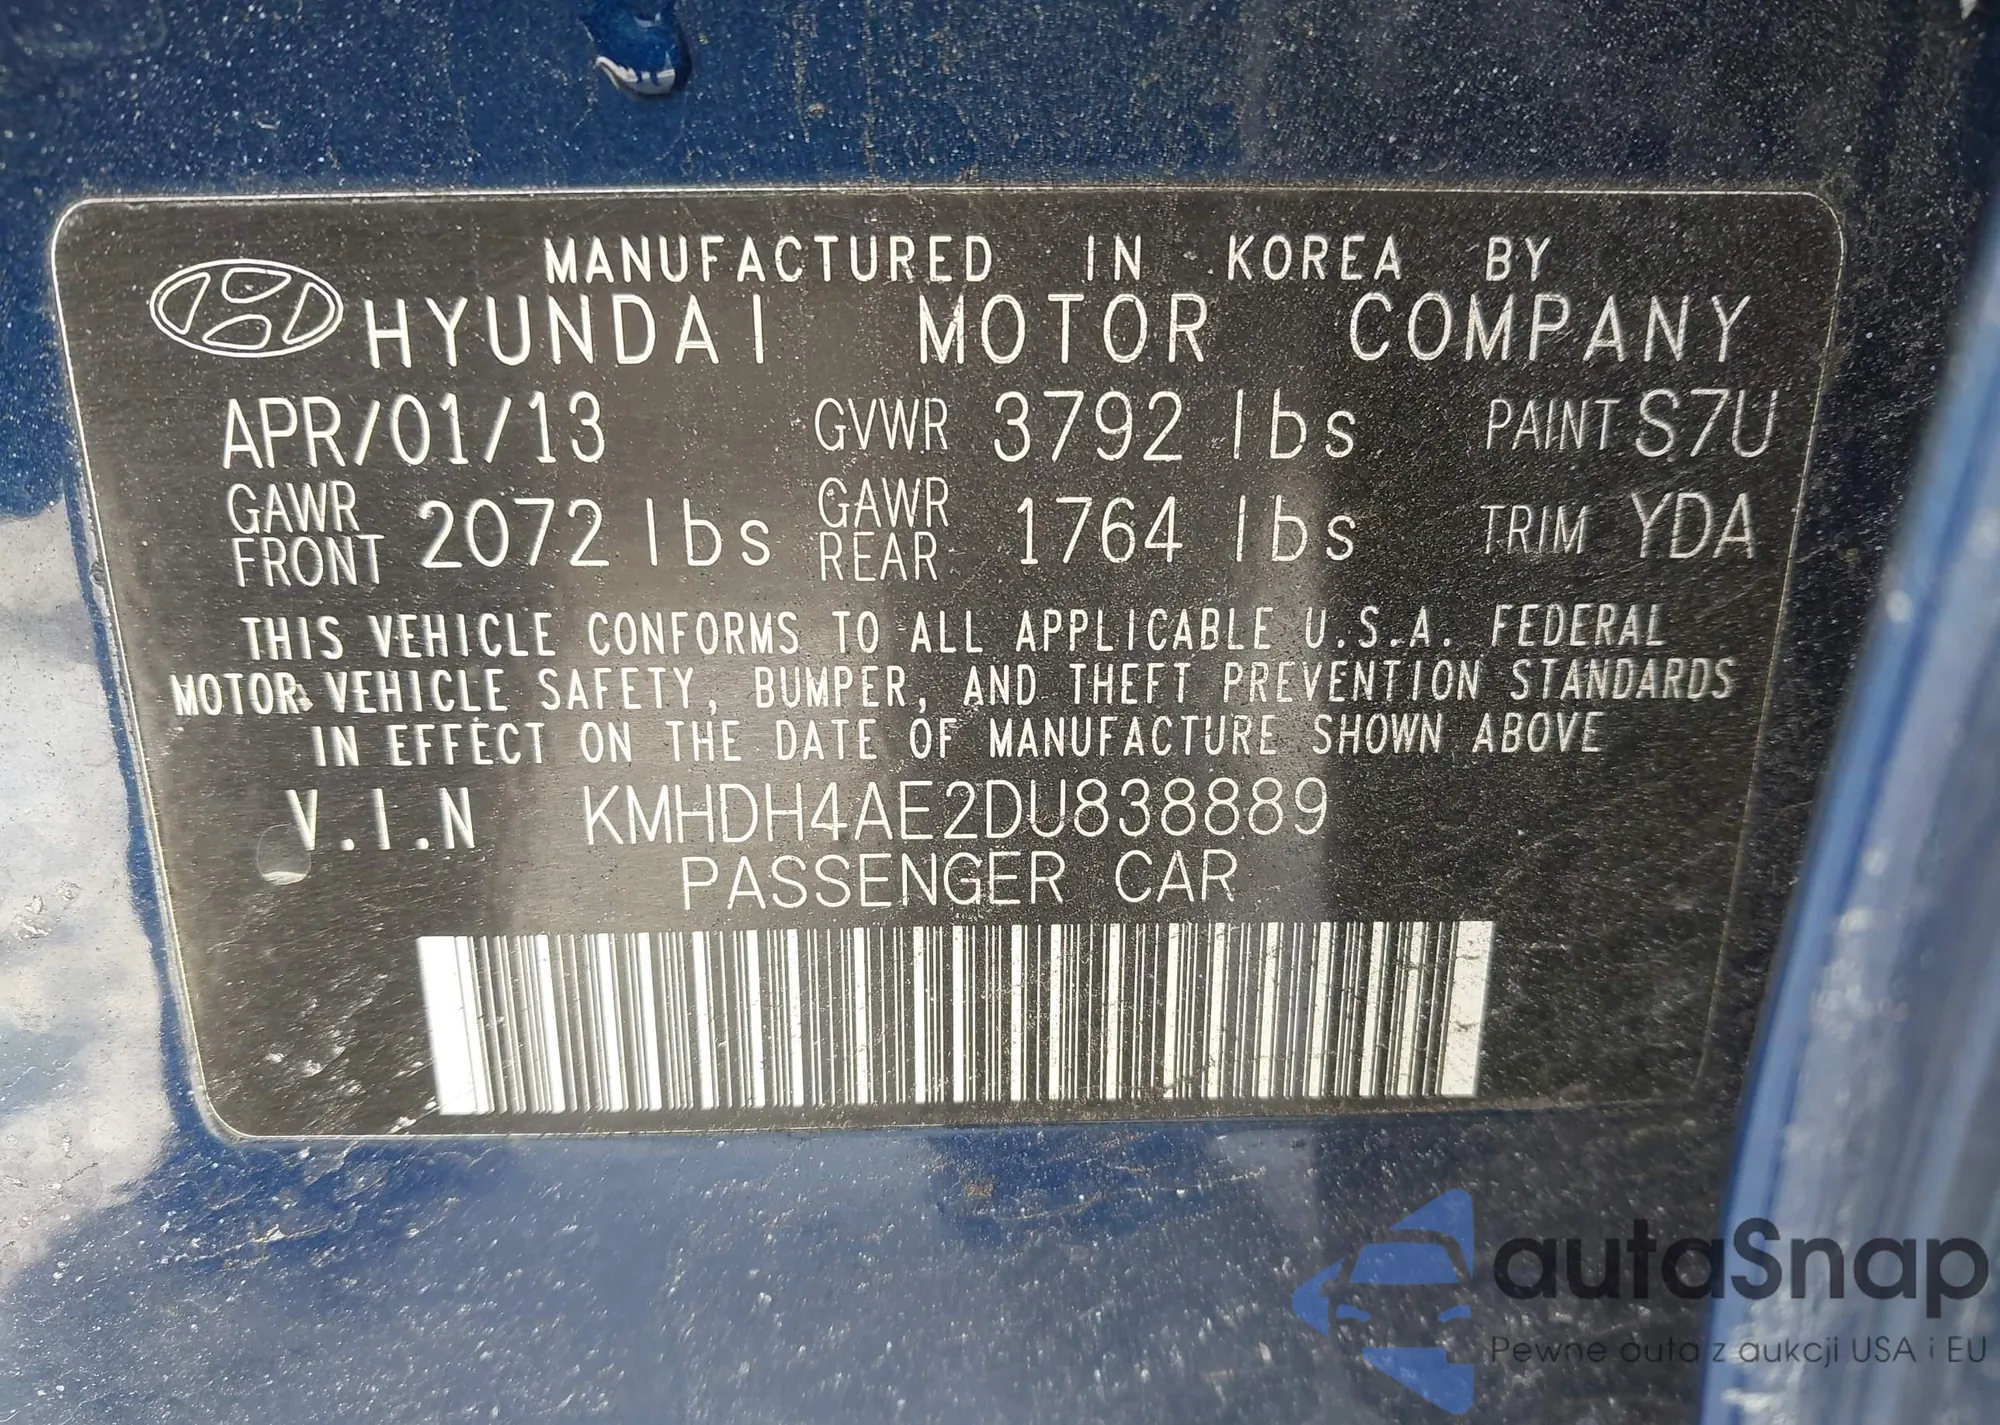 MANUFACTURED IN KOREA BY
HYUNDAI MOTOR COMPANY
APR/01/13 GVWR 3792 lbs PAINT S7U
GAWR FRONT 2072 lbs GAWR REAR 1764 lbs TRIM YDA
THIS VEHICLE CONFORMS TO ALL APPLICABLE U.S.A. FEDERAL
MOTOR VEHICLE SAFETY, BUMPER, AND THEFT PREVENTION STANDARDS
IN EFFECT ON THE DATE OF MANUFACTURE SHOWN ABOVE
V.I.N KMHDH4AE2DU838889
PASSENGER CAR
autaSnap
Pewne auta z aukcji USA i EU